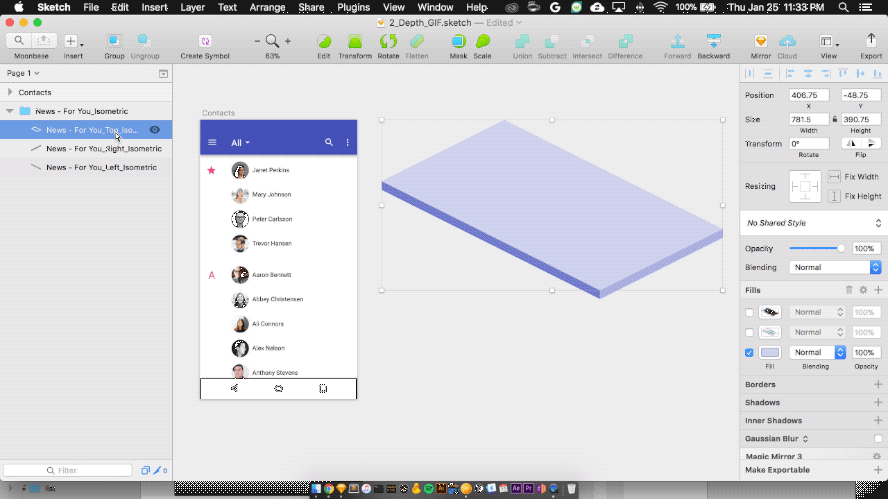 Sketch File Edit Insert Layer Text Arrange Share Plugins View Window Help 100% Thu Jan 25 11:33 PM
2_Depth_GIF.sketch — Edited
63%
Moonbase Insert Group Ungroup Create Symbol Edit Transform Rotate Flatten Mask Scale Union Subtract Intersect Difference Forward Backward Mirror Cloud View Export
Page 1
Contacts
News - For You_Isometric
News - For You_Top_Iso...
News - For You_Right_Isometric
News - For You_Left_Isometric
Filter
0
Contacts
All
Janet Perkins
Mary Johnson
Peter Carlsson
Trevor Hansen
A
Aaron Bennett
Abbey Christensen
Ali Connors
Alex Nelson
Anthony Stevens
Position 406.75 -48.75
X Y
Size 781.5 390.75
Width Height
Transform 0°
Rotate Flip
Resizing
Fix Width
Fix Height
No Shared Style
Opacity 100%
Blending Normal
Fills
Normal 100%
Normal 100%
Normal 100%
Fill Blending Opacity
Borders
Shadows
Inner Shadows
Gaussian Blur
Magic Mirror 3
Make Exportable